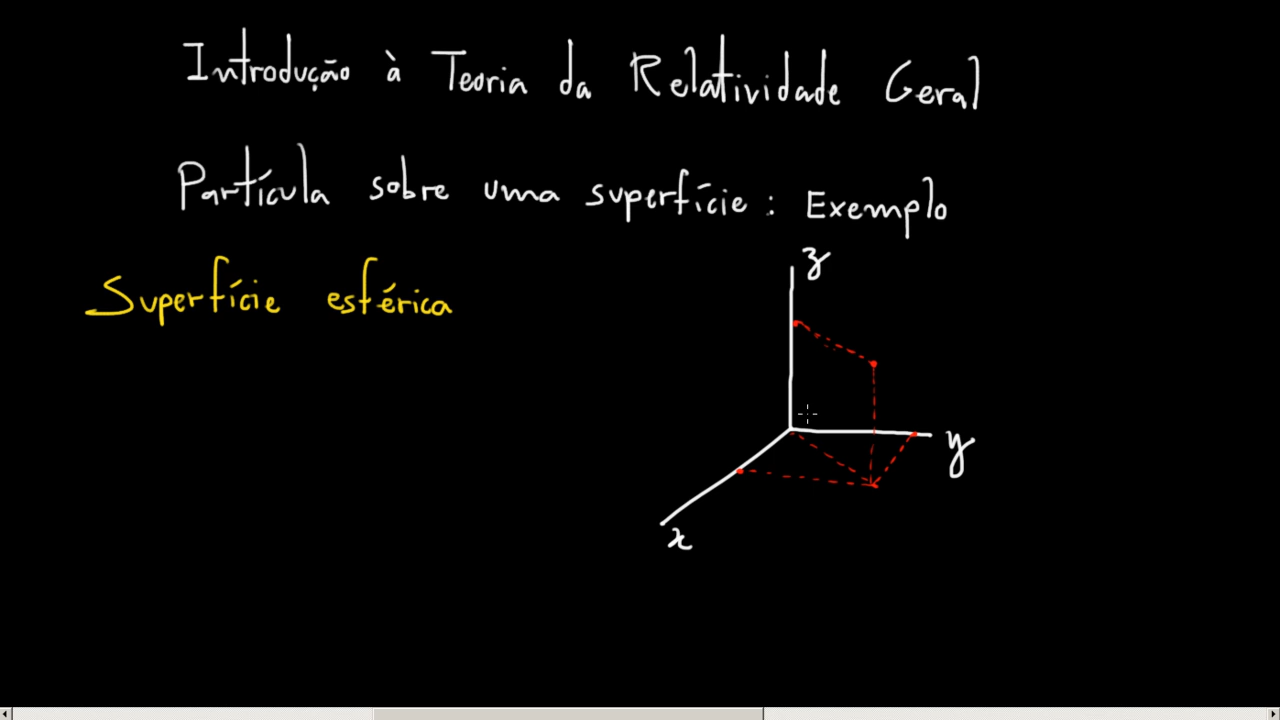 Introdução à Teoria da Relatividade Geral
Partícula sobre uma superfície: Exemplo
Superfície esférica
z
y
x